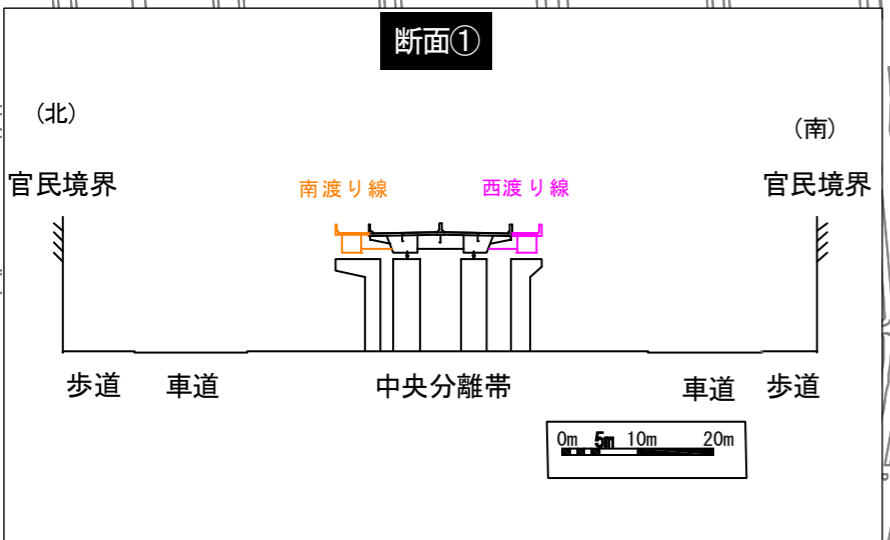 断面①
(北)
(南)
官民境界
南渡り線
西渡り線
官民境界
歩道
車道
中央分離帯
車道
歩道
0m 5m 10m 20m